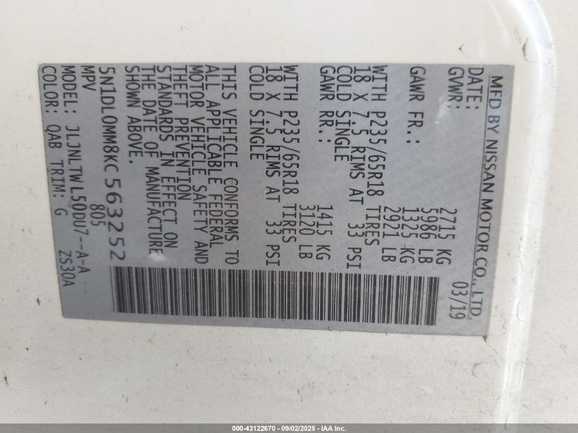 MFD BY NISSAN MOTOR CO., LTD.
DATE: 03/19
GVWR: 2715 KG
5986 LB
GAWR FR.: 1325 KG
2921 LB
WITH P235/65R18 TIRES
18 X 7.5 RIMS AT 33 PSI
COLD SINGLE
GAWR RR.: 1415 KG
3120 LB
WITH P235/65R18 TIRES
18 X 7.5 RIMS AT 33 PSI
COLD SINGLE
THIS VEHICLE CONFORMS TO
ALL APPLICABLE FEDERAL
MOTOR VEHICLE SAFETY AND
THEFT PREVENTION
STANDARDS IN EFFECT ON
THE DATE OF MANUFACTURE
SHOWN ABOVE.
5N1DL0MM8KC563252
MPV 805
MODEL: JLJNLTWL50DU7--A-A--
COLOR: QAB TRIM: G ZS30A
000-43122670 - 09/02/2025 - IAA Inc.